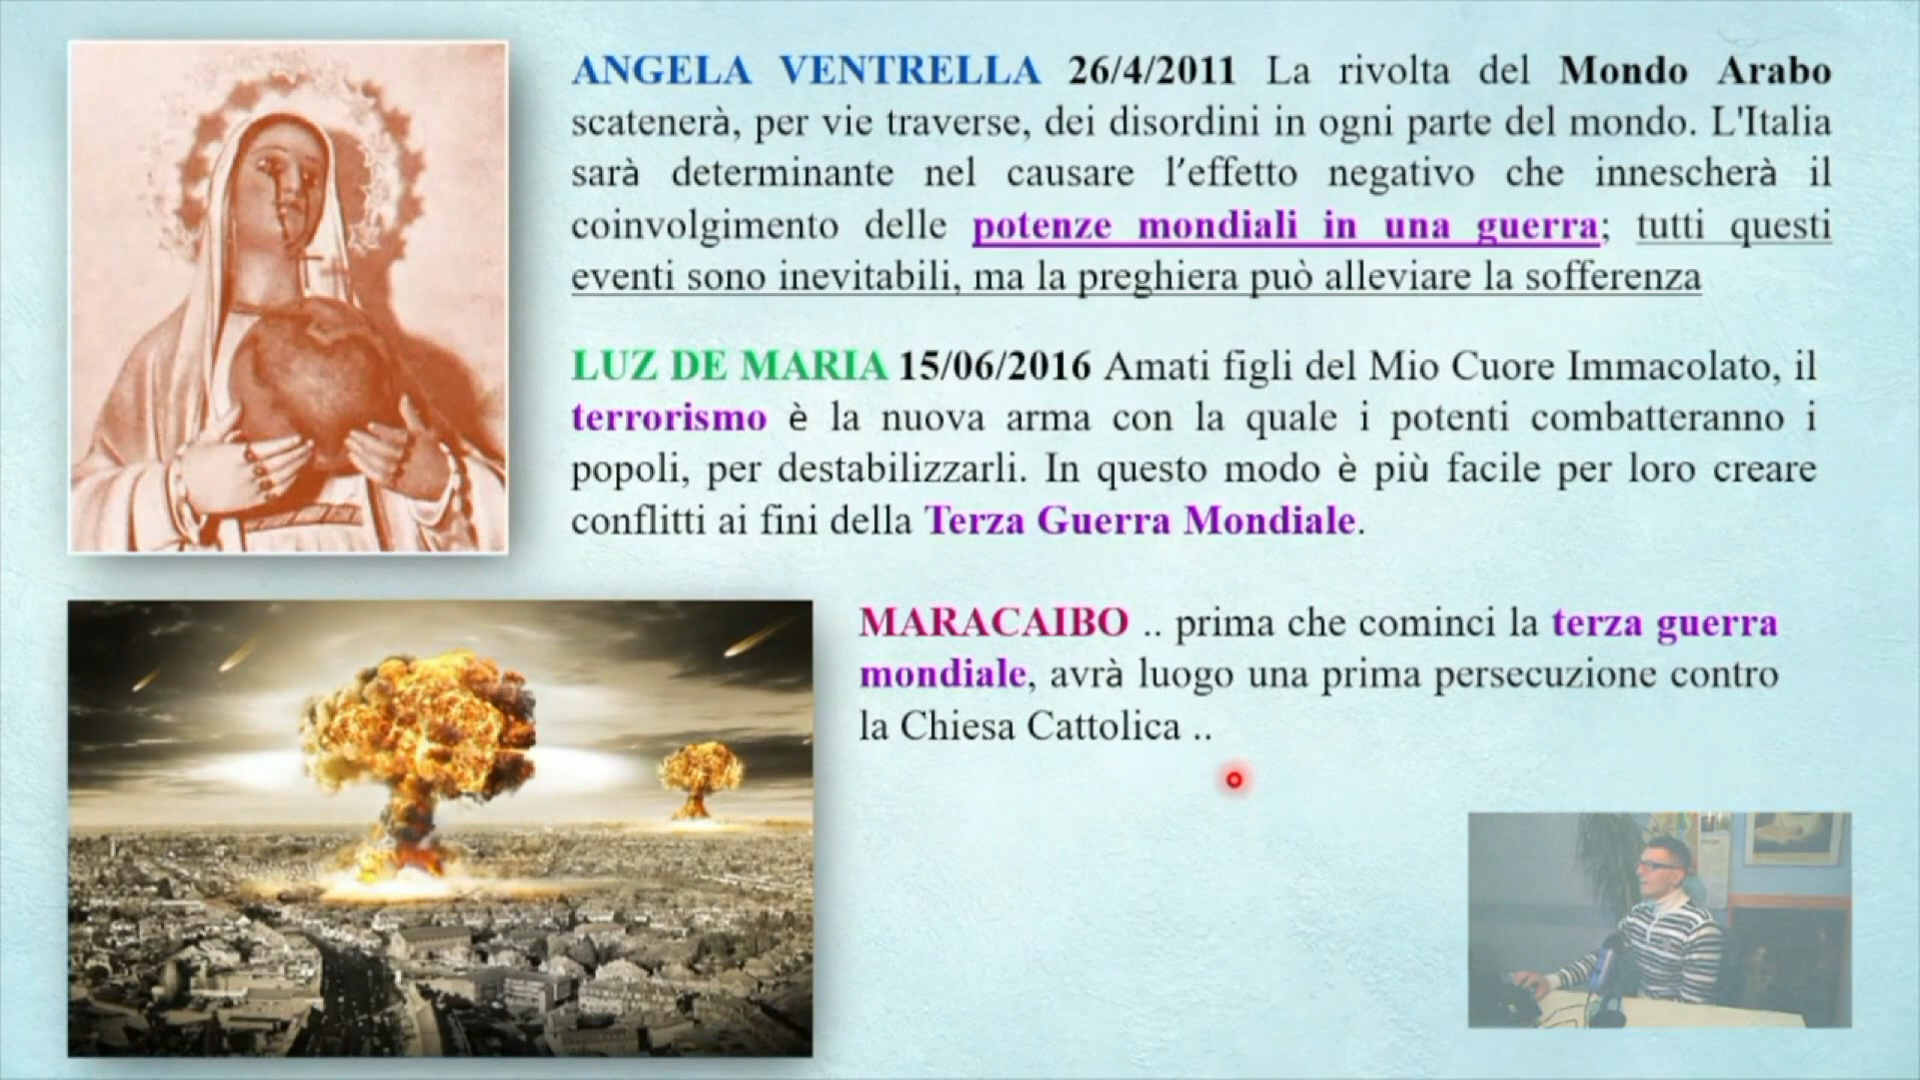 ANGELA VENTRELLA 26/4/2011 La rivolta del Mondo Arabo
scatenerà, per vie traverse, dei disordini in ogni parte del mondo. L'Italia
sarà determinante nel causare l’effetto negativo che innescherà il
coinvolgimento delle potenze mondiali in una guerra; tutti questi
eventi sono inevitabili, ma la preghiera può alleviare la sofferenza
LUZ DE MARIA 15/06/2016 Amati figli del Mio Cuore Immacolato, il
terrorismo è la nuova arma con la quale i potenti combatteranno i
popoli, per destabilizzarli. In questo modo è più facile per loro creare
conflitti ai fini della Terza Guerra Mondiale.
MARACAIBO .. prima che cominci la terza guerra
mondiale, avrà luogo una prima persecuzione contro
la Chiesa Cattolica ..